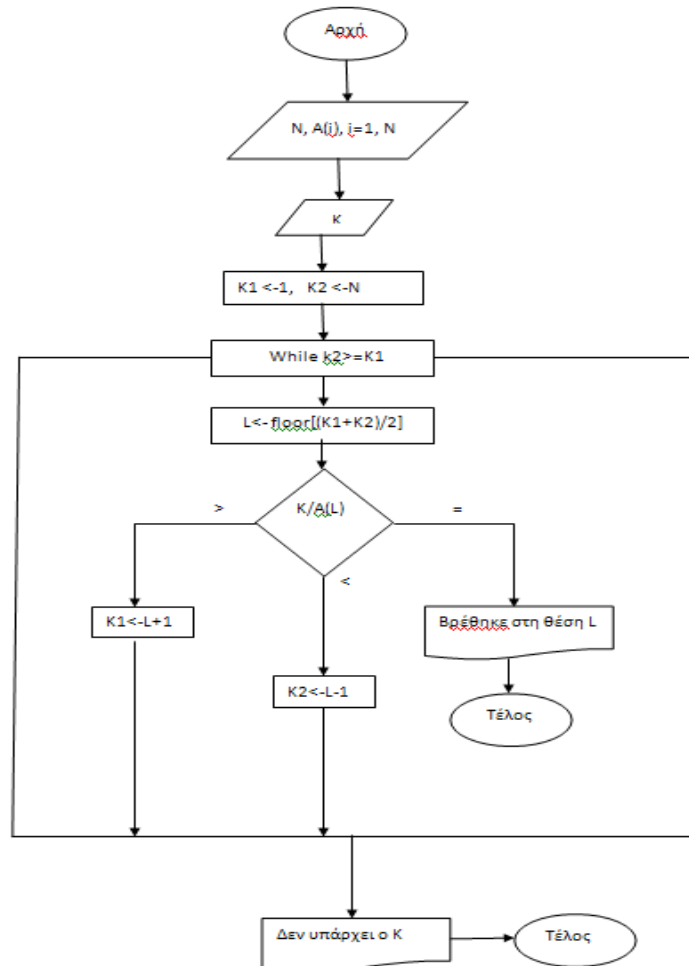 Αρχή
N, A(i), i=1, N
κ
K1 <-1, K2 <-N
While k2>=K1
L<-floor[(K1+K2)/2]
K/A(L)
>
=
<
K1<-L+1
Βρέθηκε στη θέση L
K2<-L-1
Τέλος
Δεν υπάρχει ο Κ
Τέλος